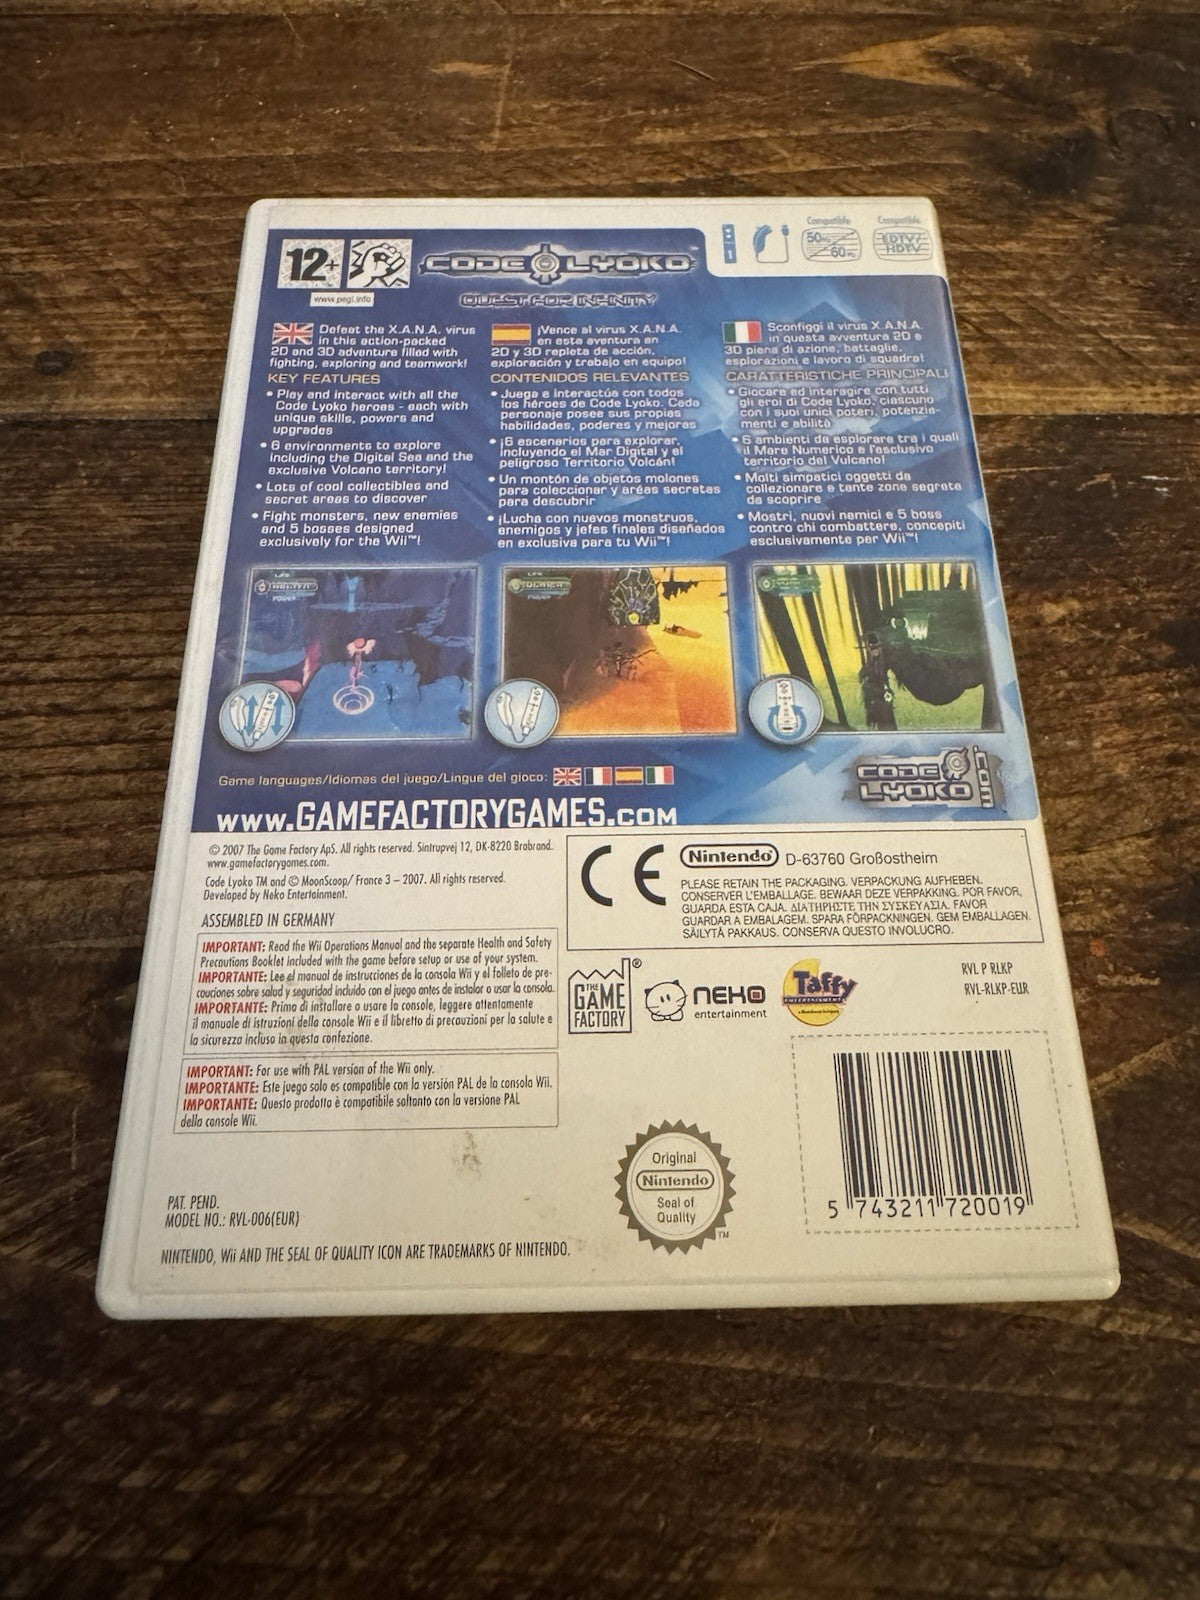 12+
www.pegi.info
CODE LYOKO™
QUEST FOR INFINITY
1
Compatible
50Hz
60Hz
Compatible
EDTV/
HDTV
Defeat the X.A.N.A. virus
in this action-packed
2D and 3D adventure filled with
fighting, exploring and teamwork!
KEY FEATURES
• Play and interact with all the
Code Lyoko heroes - each with
unique skills, powers and
upgrades
• 6 environments to explore
including the Digital Sea and the
exclusive Volcano territory!
• Lots of cool collectibles and
secret areas to discover
• Fight monsters, new enemies
and 5 bosses designed
exclusively for the Wii™!
¡Vence al virus X.A.N.A.
en esta aventura en
2D y 3D repleta de acción,
exploración y trabajo en equipo!
CONTENIDOS RELEVANTES
• Juega e interactúa con todos
los héroes de Code Lyoko. Cada
personaje posee sus propias
habilidades, poderes y mejoras
• ¡6 escenarios para explorar,
incluyendo el Mar Digital y el
peligroso Territorio Volcán!
• Un montón de objetos molones
para coleccionar y aréas secretas
para descubrir
• ¡Lucha con nuevos monstruos,
enemigos y jefes finales diseñados
en exclusiva para tu Wii™!
Sconfiggi il virus X.A.N.A.
in questa avventura 2D e
3D piena di azione, battaglie,
esplorazioni e lavoro di squadra!
CARATTERISTICHE PRINCIPALI
• Giocare ed interagire con tutti
gli eroi di Code Lyoko, ciascuno
con i suoi unici poteri, potenzia-
menti e abilità
• 6 ambienti da esplorare tra i quali
il Mare Numerico e l'esclusivo
territorio del Vulcano!
• Molti simpatici oggetti da
collezionare e tante zone segrete
da scoprire
• Mostri, nuovi nemici e 5 boss
contro chi combattere, concepiti
esclusivamente per Wii™!
LIFE
POWER
LIFE
POWER
Game languages/Idiomas del juego/Lingue del gioco:
CODE
LYOKO
.COM
WWW.GAMEFACTORYGAMES.COM
© 2007 The Game Factory ApS. All rights reserved. Sintrupvej 12, DK-8220 Brabrand.
www.gamefactorygames.com.
Code Lyoko TM and © MoonScoop/ France 3 – 2007. All rights reserved.
Developed by Neko Entertainment.
ASSEMBLED IN GERMANY
IMPORTANT: Read the Wii Operations Manual and the separate Health and Safety
Precautions Booklet included with the game before setup or use of your system.
IMPORTANTE: Lee el manual de instrucciones de la consola Wii y el folleto de pre-
cauciones sobre salud y seguridad incluido con el juego antes de instalar o usar la consola.
IMPORTANTE: Prima di installare o usare la console, leggere attentamente
il manuale di istruzioni della console Wii e il libretto di precauzioni per la salute e
la sicurezza incluso in questa confezione.
IMPORTANT: For use with PAL version of the Wii only.
IMPORTANTE: Este juego solo es compatible con la versión PAL de la consola Wii.
IMPORTANTE: Questo prodotto è compatibile soltanto con la versione PAL
della console Wii.
CE
Nintendo® D-63760 Großostheim
PLEASE RETAIN THE PACKAGING. VERPACKUNG AUFHEBEN.
CONSERVER L'EMBALLAGE. BEWAAR DEZE VERPAKKING. POR FAVOR,
GUARDA ESTA CAJA. ΔΙΑΤΗΡΗΣΤΕ ΤΗΝ ΣΥΣΚΕΥΑΣΙΑ. FAVOR
GUARDAR A EMBALAGEM. SPARA FÖRPACKNINGEN. GEM EMBALLAGEN.
SÄILYTÄ PAKKAUS. CONSERVA QUESTO INVOLUCRO.
THE
GAME
FACTORY®
NEKO
entertainment
Taffy
ENTERTAINMENT
RVL P RLKP
RVL-RLKP-EUR
5 743211 720019
Original
Nintendo
Seal of
Quality
TM
PAT. PEND.
MODEL NO.: RVL-006(EUR)
NINTENDO, Wii AND THE SEAL OF QUALITY ICON ARE TRADEMARKS OF NINTENDO.